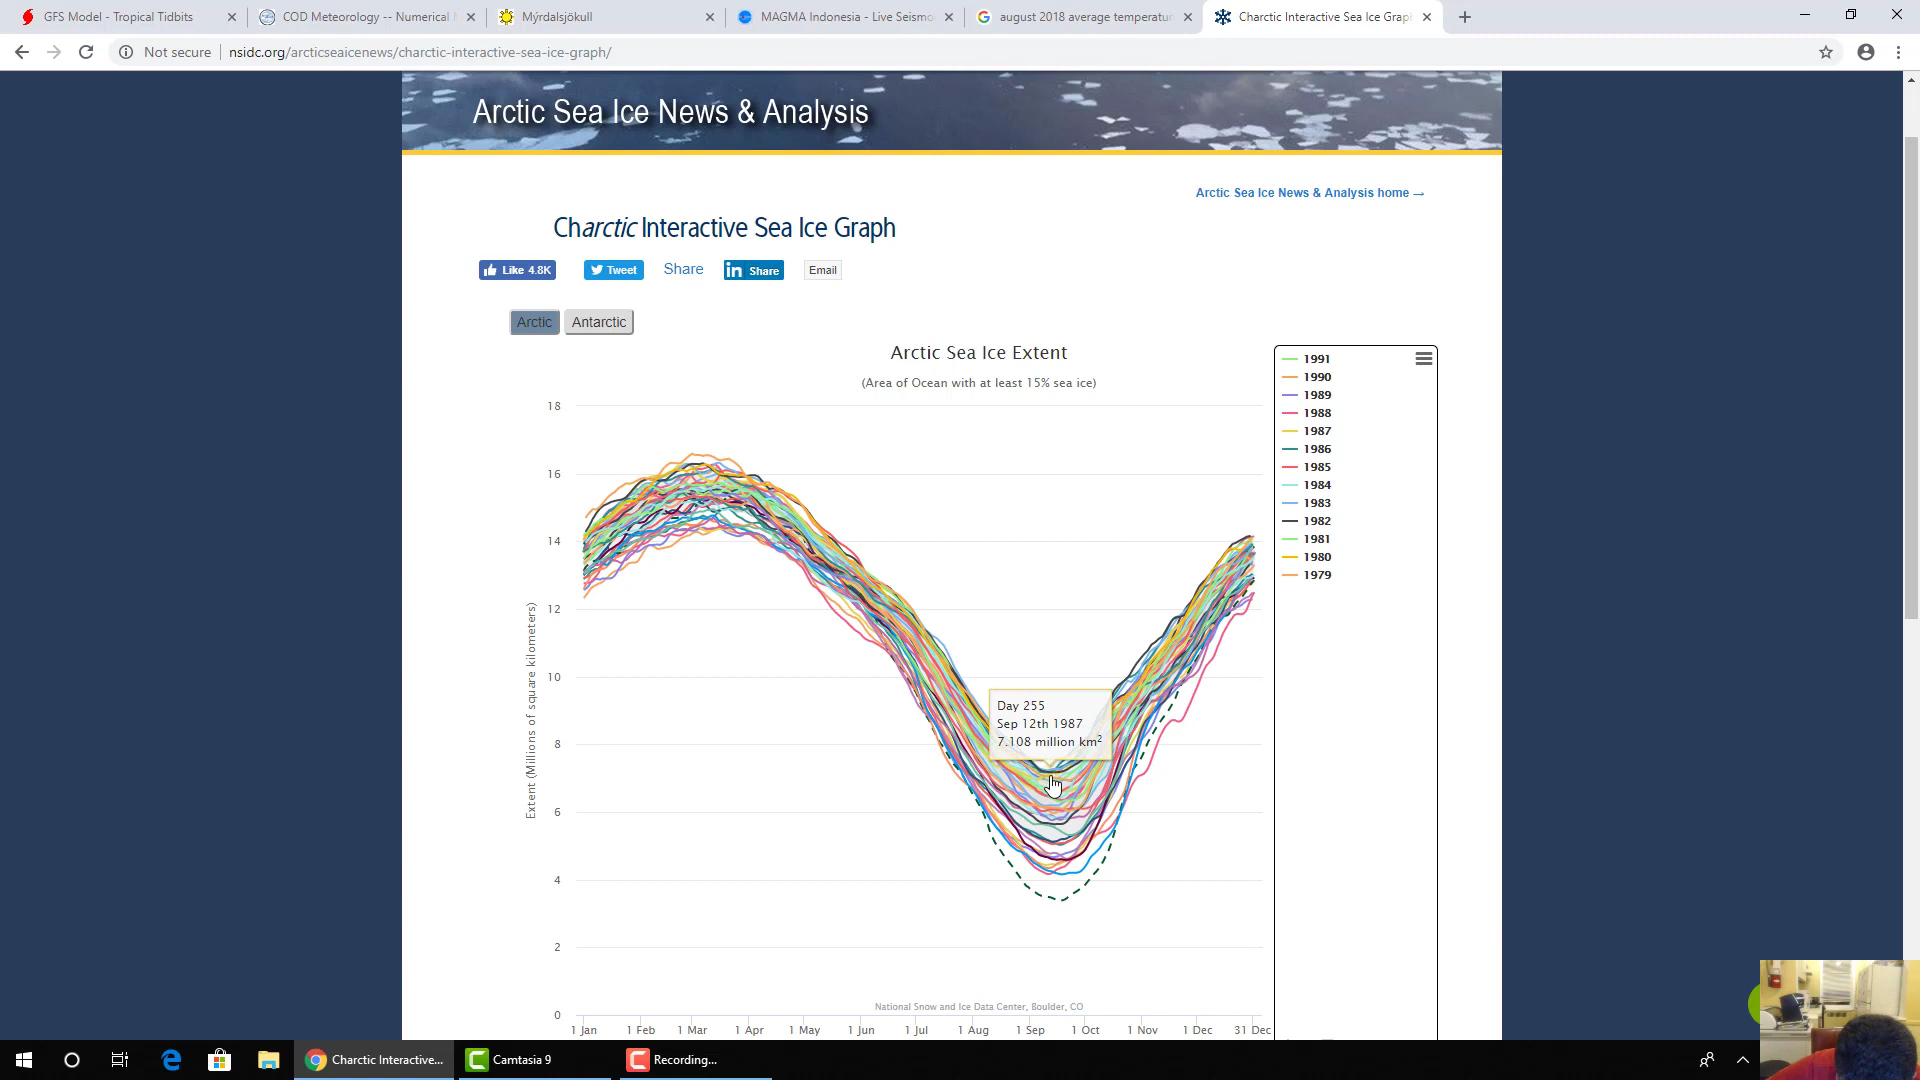 GFS Model - Tropical Tidbits
COD Meteorology -- Numerical
Mýrdalsjökull
MAGMA Indonesia - Live Seismo
august 2018 average temperatu
Charctic Interactive Sea Ice Grap
Not secure
nsidc.org/arcticseaicenews/charctic-interactive-sea-ice-graph/
Arctic Sea Ice News & Analysis
Arctic Sea Ice News & Analysis home →
Charctic Interactive Sea Ice Graph
Like 4.8K
Tweet
Share
in Share
Email
Arctic
Antarctic
Arctic Sea Ice Extent
(Area of Ocean with at least 15% sea ice)
Extent (Millions of square kilometers)
18
16
14
12
10
8
6
4
2
0
Day 255
Sep 12th 1987
7.108 million km²
1991
1990
1989
1988
1987
1986
1985
1984
1983
1982
1981
1980
1979
National Snow and Ice Data Center, Boulder, CO
1 Jan
1 Feb
1 Mar
1 Apr
1 May
1 Jun
1 Jul
1 Aug
1 Sep
1 Oct
1 Nov
1 Dec
31 Dec
Charctic Interactive...
Camtasia 9
Recording...